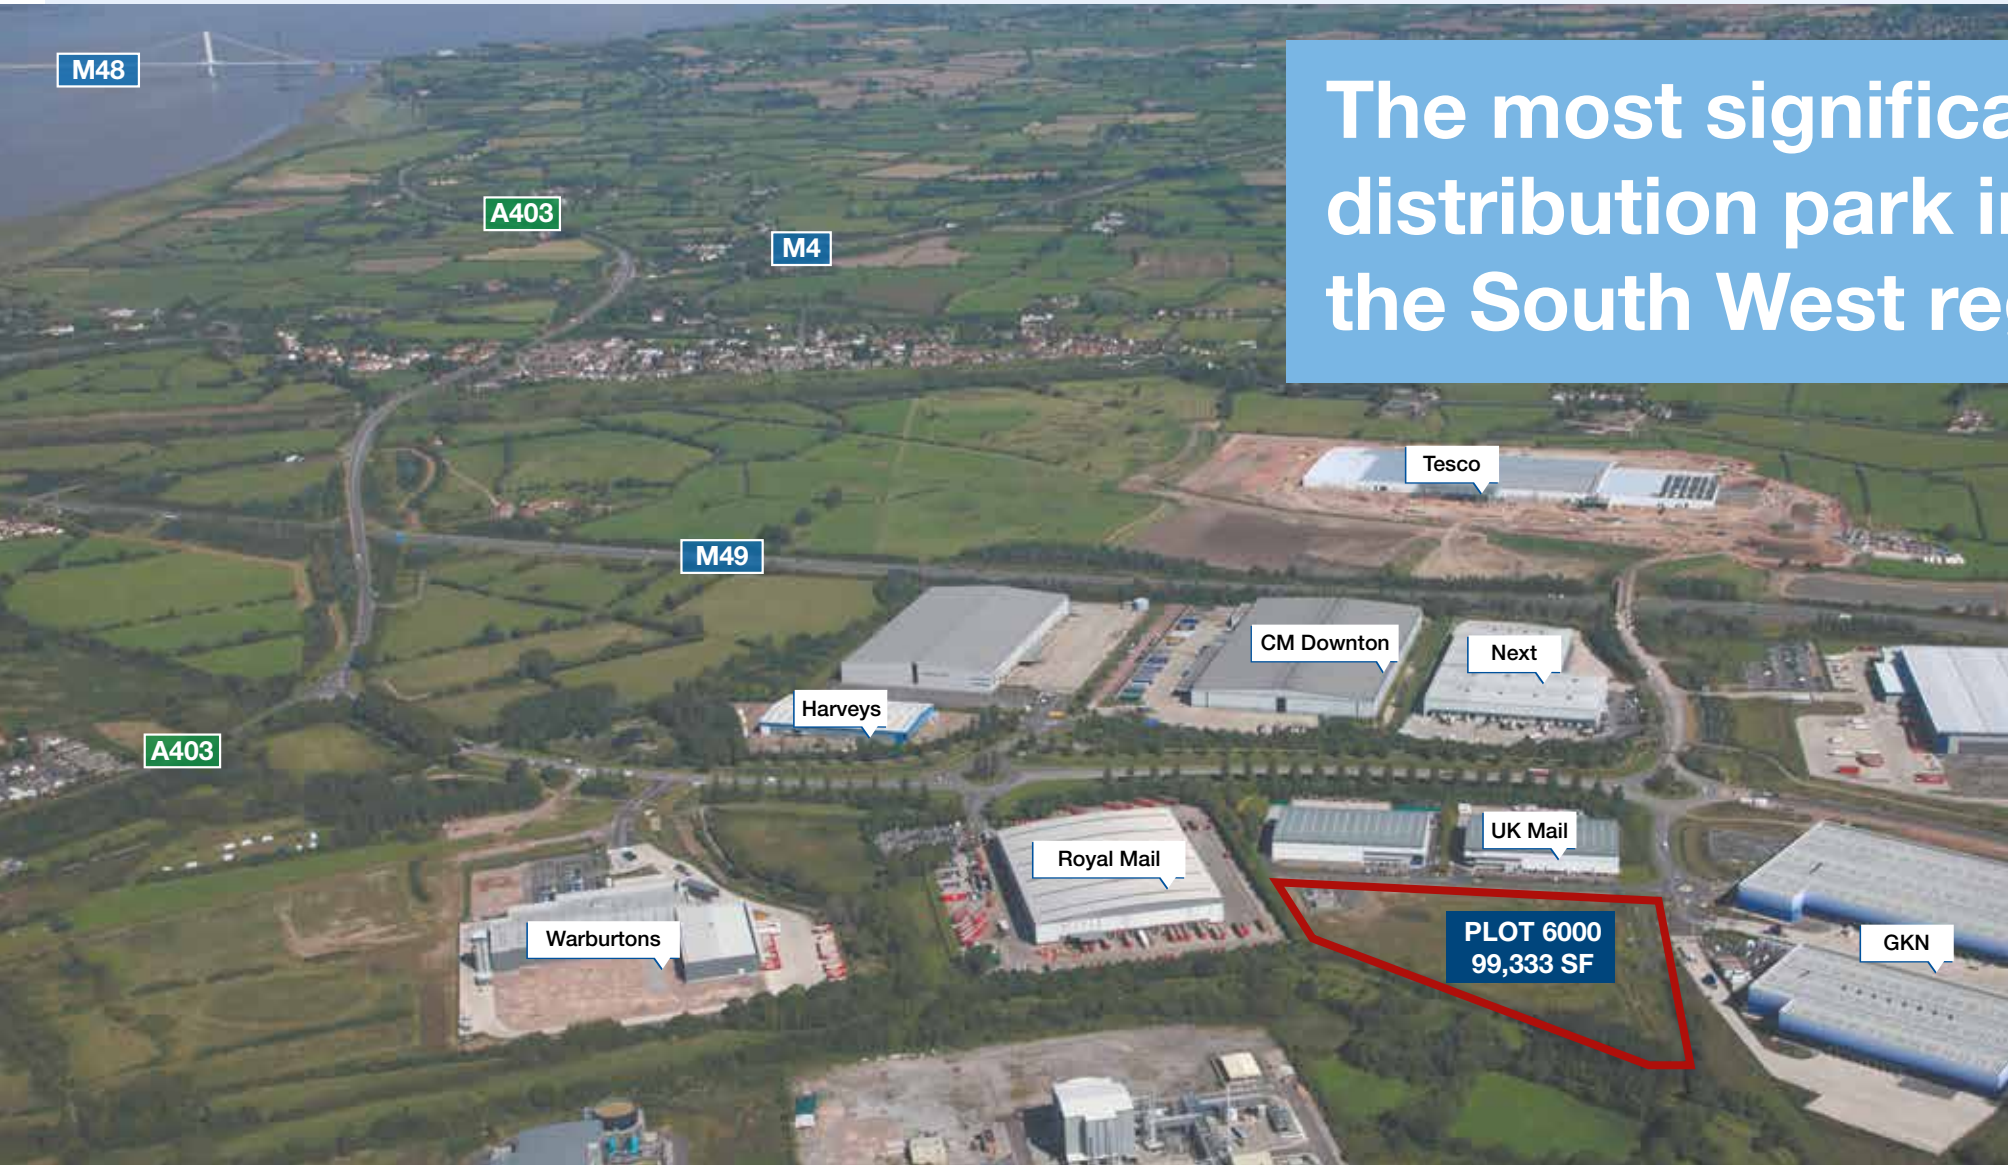 M48
The most significa
distribution park i
the South West re
A403
M4
Tesco
M49
CM Downton
Next
Harveys
A403
UK Mail
Royal Mail
Warburtons
PLOT 6000
99,333 SF
GKN